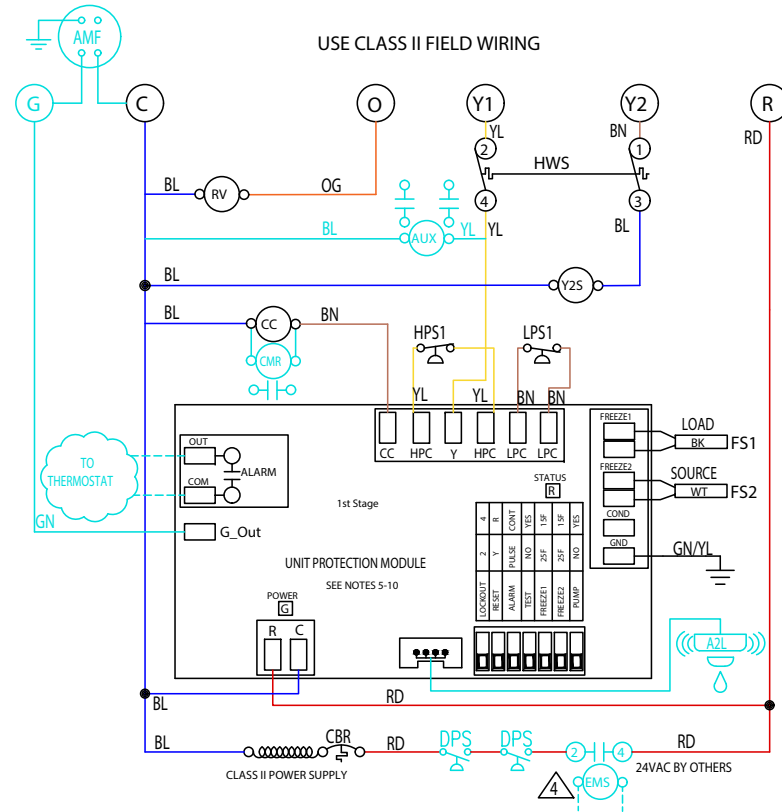 AMF
USE CLASS II FIELD WIRING
G
C
O
Y1
Y2
R
RD
YL
BN
2
1
HWS
BL
RV
OG
4
3
BL
AUX
YL
YL
BL
BL
Y2S
BL
CC
BN
CMR
HPS1
LPS1
YL
YL
BN
BN
CC
HPC
Y
HPC
LPC
LPC
FREEZE1
LOAD
BK
FS1
FREEZE2
SOURCE
WT
FS2
COND
GND
GN/YL
OUT
ALARM
COM
TO
THERMOSTAT
GN
G_Out
1st Stage
STATUS
R
UNIT PROTECTION MODULE
SEE NOTES 5-10
LOCKOUT 2 4
RESET Y R
ALARM PULSE CONT
TEST NO YES
FREEZE1 25F 15F
FREEZE2 25F 15F
PUMP NO YES
POWER
G
R
C
A2L
RD
BL
BL
CBR
RD
DPS
DPS
2
4
RD
CLASS II POWER SUPPLY
24VAC BY OTHERS
4
EMS